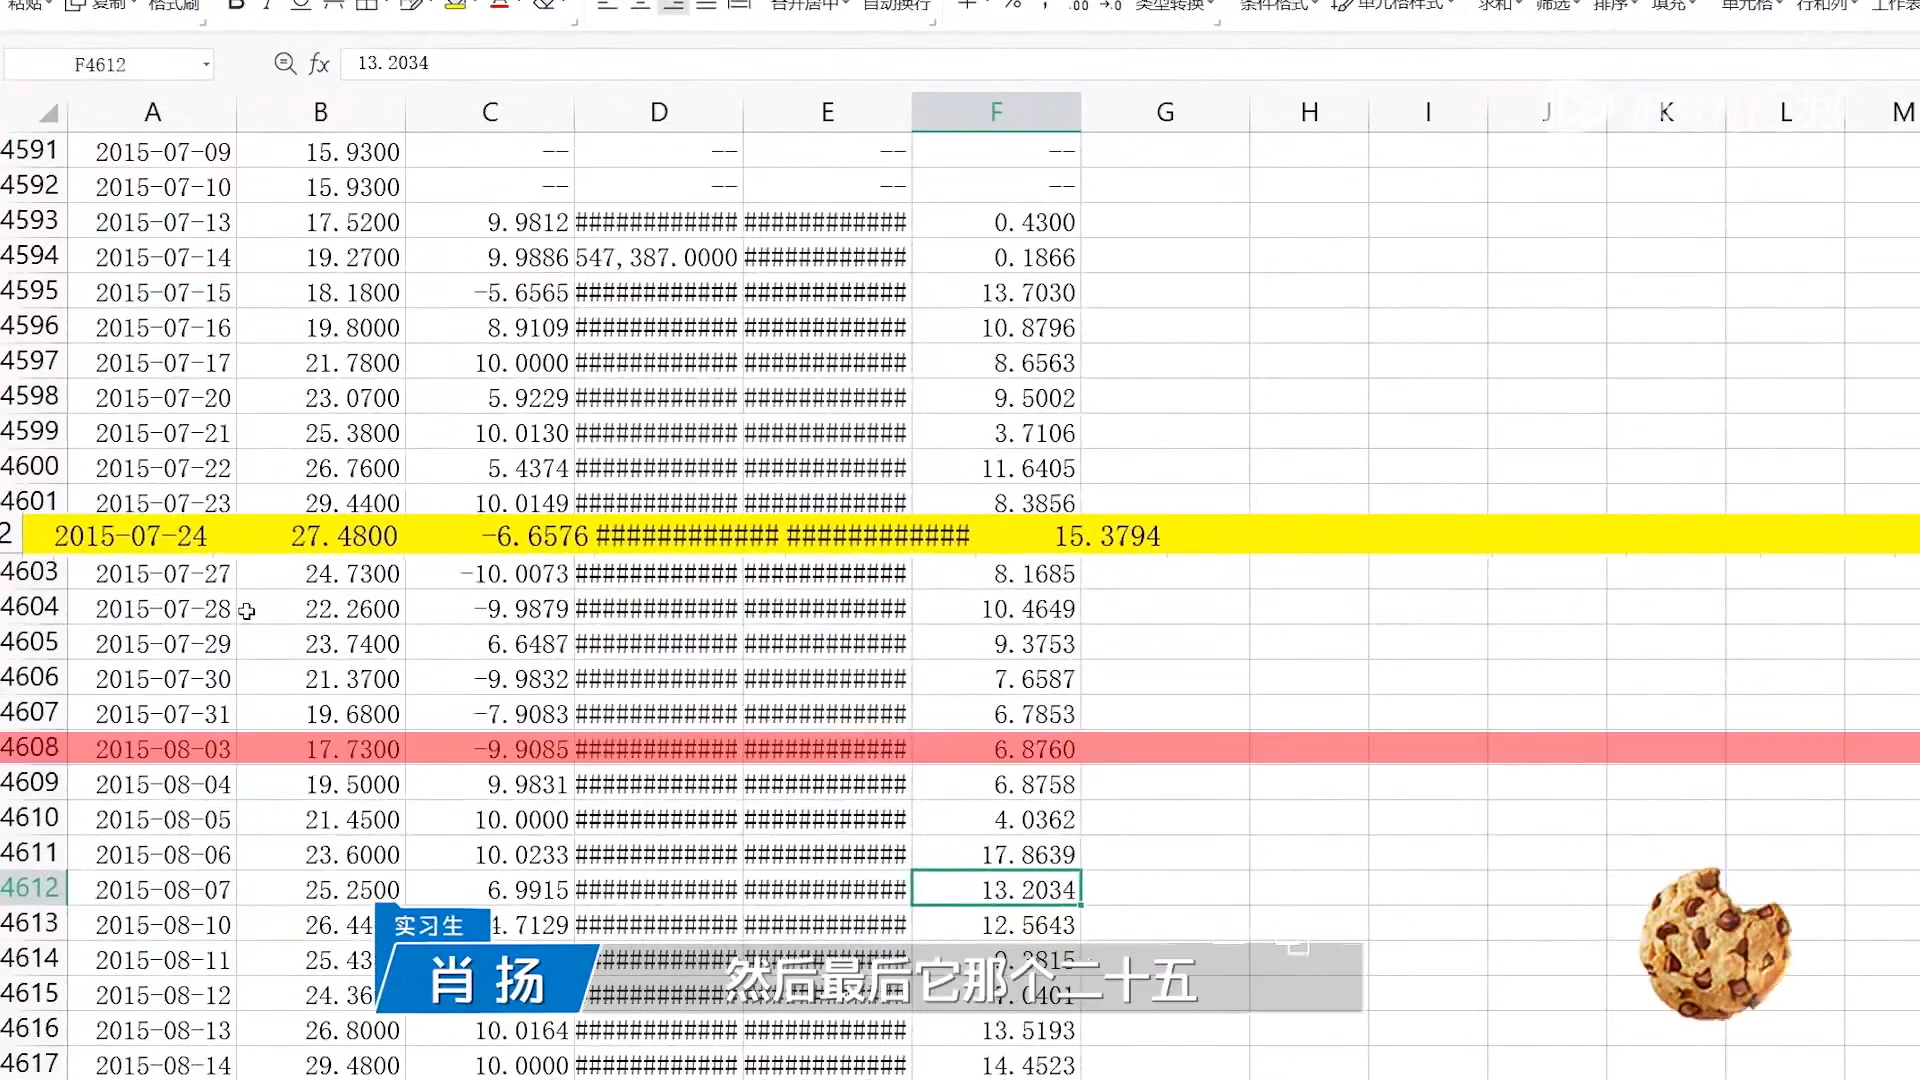 F4612 fx 13.2034
A B C D E F G H I J K L M
4591 2015-07-09 15.9300 -- -- -- --
4592 2015-07-10 15.9300 -- -- -- --
4593 2015-07-13 17.5200 9.9812 ############ ############ 0.4300
4594 2015-07-14 19.2700 9.9886 547,387.0000 ############ 0.1866
4595 2015-07-15 18.1800 -5.6565 ############ ############ 13.7030
4596 2015-07-16 19.8000 8.9109 ############ ############ 10.8796
4597 2015-07-17 21.7800 10.0000 ############ ############ 8.6563
4598 2015-07-20 23.0700 5.9229 ############ ############ 9.5002
4599 2015-07-21 25.3800 10.0130 ############ ############ 3.7106
4600 2015-07-22 26.7600 5.4374 ############ ############ 11.6405
4601 2015-07-23 29.4400 10.0149 ############ ############ 8.3856
2 2015-07-24 27.4800 -6.6576 ############ ############ 15.3794
4603 2015-07-27 24.7300 -10.0073 ############ ############ 8.1685
4604 2015-07-28 22.2600 -9.9879 ############ ############ 10.4649
4605 2015-07-29 23.7400 6.6487 ############ ############ 9.3753
4606 2015-07-30 21.3700 -9.9832 ############ ############ 7.6587
4607 2015-07-31 19.6800 -7.9083 ############ ############ 6.7853
4608 2015-08-03 17.7300 -9.9085 ############ ############ 6.8760
4609 2015-08-04 19.5000 9.9831 ############ ############ 6.8758
4610 2015-08-05 21.4500 10.0000 ############ ############ 4.0362
4611 2015-08-06 23.6000 10.0233 ############ ############ 17.8639
4612 2015-08-07 25.2500 6.9915 ############ ############ 13.2034
4613 2015-08-10 26.44 4.7129 ############ ############ 12.5643
4614 2015-08-11 25.43
4615 2015-08-12 24.36
4616 2015-08-13 26.8000 10.0164 ############ ############ 13.5193
4617 2015-08-14 29.4800 10.0000 ############ ############ 14.4523
实习生
肖扬
然后最后它那个二十五